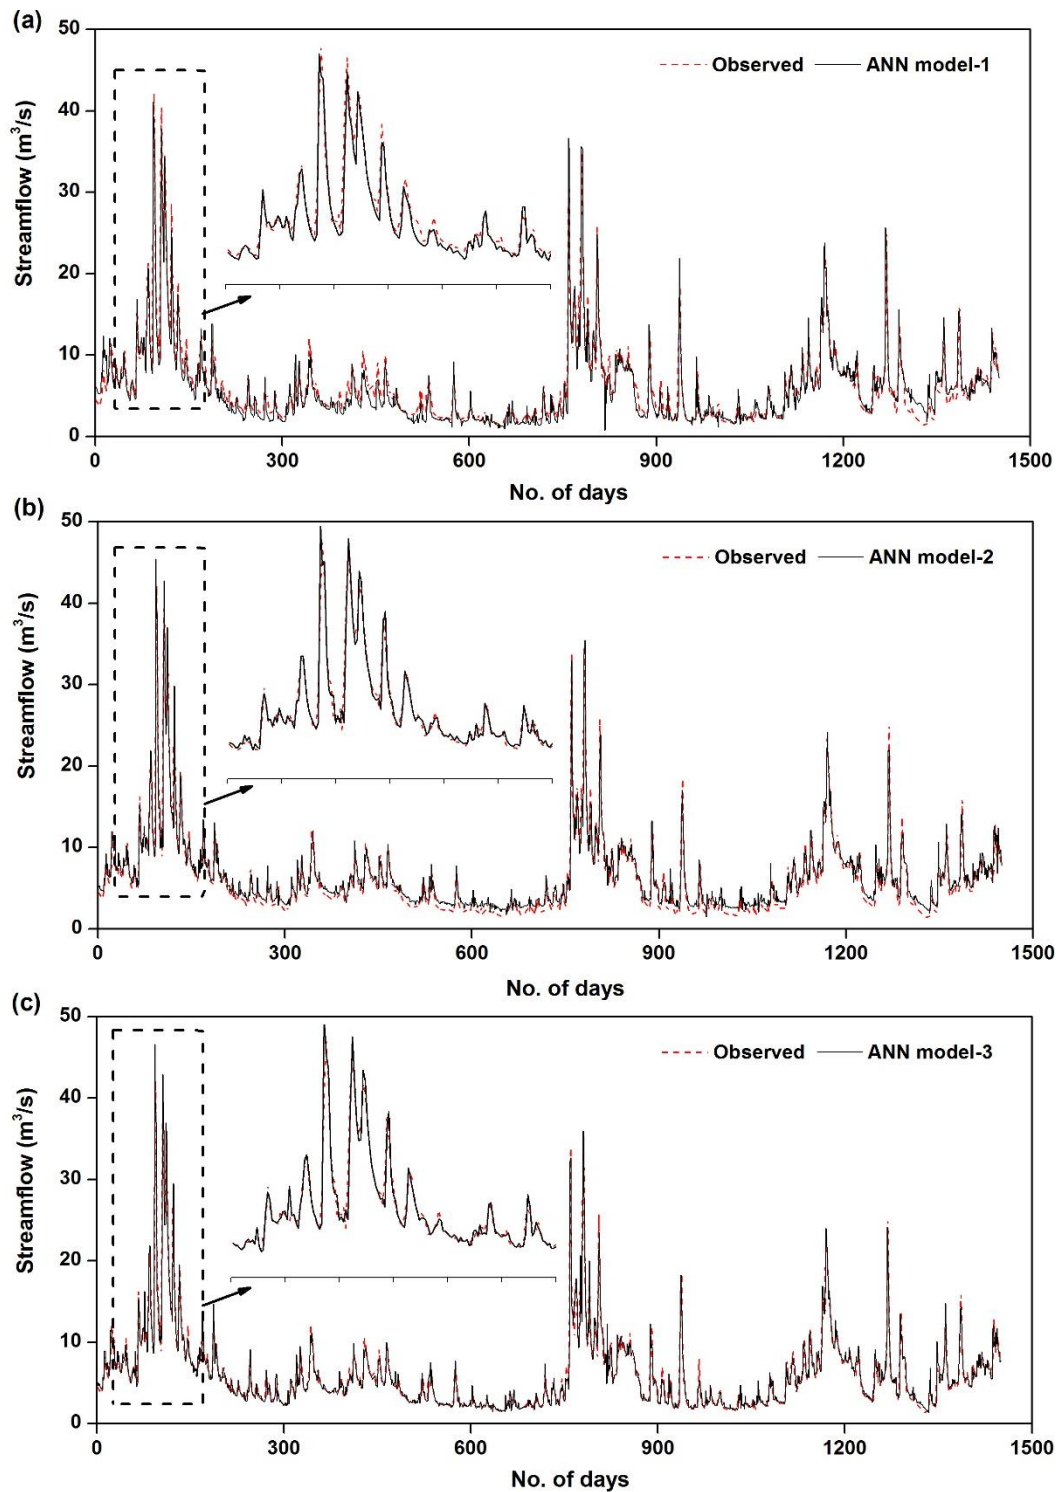 (a)
50
40
30
20
10
0
Streamflow (m³/s)
Observed ANN model-1
0 300 600 900 1200 1500
No. of days
(b)
50
40
30
20
10
0
Streamflow (m³/s)
Observed ANN model-2
0 300 600 900 1200 1500
No. of days
(c)
50
40
30
20
10
0
Streamflow (m³/s)
Observed ANN model-3
0 300 600 900 1200 1500
No. of days